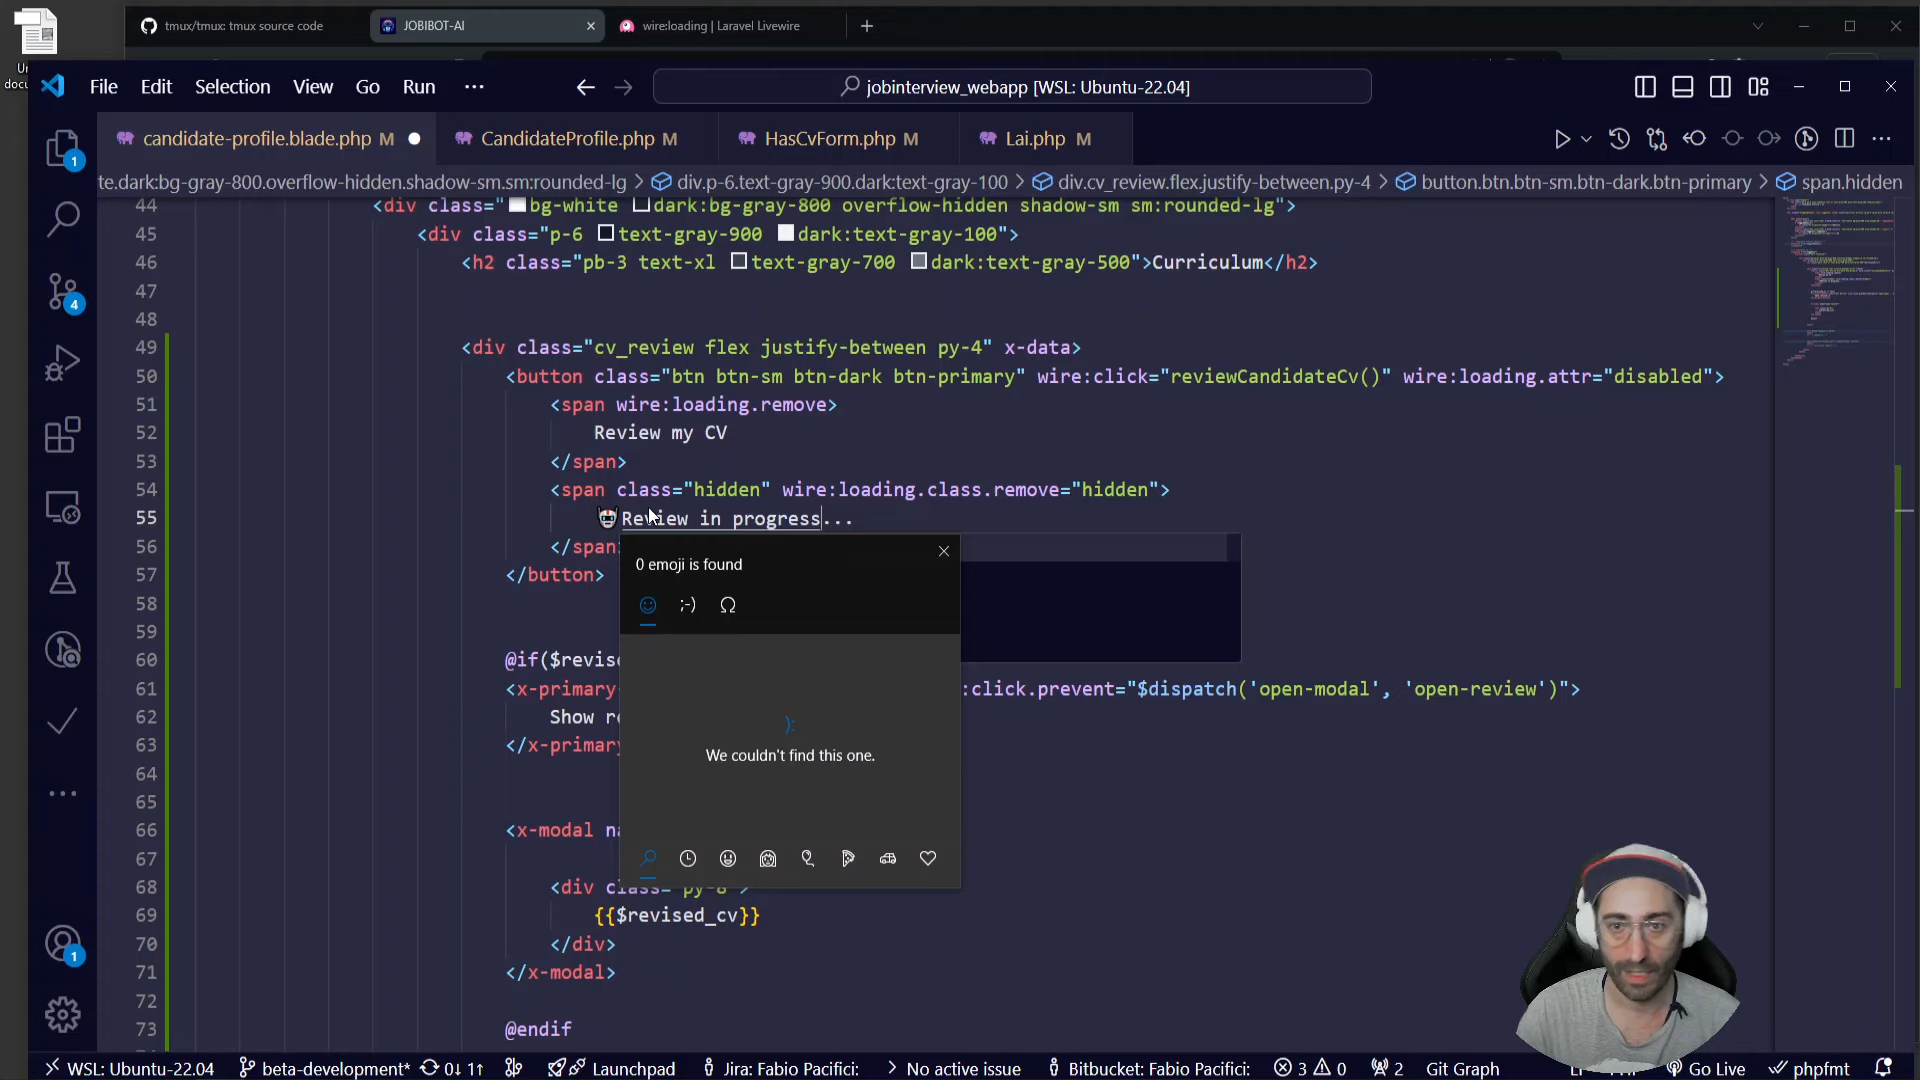 tmux/tmux: tmux source code
JOBIBOT-AI
wire:loading | Laravel Livewire
File Edit Selection View Go Run ···
jobinterview_webapp [WSL: Ubuntu-22.04]
candidate-profile.blade.php M
CandidateProfile.php M
HasCvForm.php M
Lai.php M
te.dark:bg-gray-800.overflow-hidden.shadow-sm.sm:rounded-lg > div.p-6.text-gray-900.dark:text-gray-100 > div.cv_review.flex.justify-between.py-4 > button.btn.btn-sm.btn-dark.btn-primary > span.hidden
44 <div class="bg-white dark:bg-gray-800 overflow-hidden shadow-sm sm:rounded-lg">
45 <div class="p-6 text-gray-900 dark:text-gray-100">
46 <h2 class="pb-3 text-xl text-gray-700 dark:text-gray-500">Curriculum</h2>
47
48
49 <div class="cv_review flex justify-between py-4" x-data>
50 <button class="btn btn-sm btn-dark btn-primary" wire:click="reviewCandidateCv()" wire:loading.attr="disabled">
51 <span wire:loading.remove>
52 Review my CV
53 </span>
54 <span class="hidden" wire:loading.class.remove="hidden">
55 🤖Review in progress...
56 </span
57 </button>
58
59
60 @if($revise
61 <x-primary :click.prevent="$dispatch('open-modal', 'open-review')">
62 Show re
63 </x-primary
64
65
66 <x-modal na
67
68 <div class="py-8">
69 {{$revised_cv}}
70 </div>
71 </x-modal>
72
73 @endif
0 emoji is found
;-)
Ω
):
We couldn't find this one.
1
4
1
WSL: Ubuntu-22.04 beta-development* 0↓ 1↑ Launchpad Jira: Fabio Pacifici: No active issue Bitbucket: Fabio Pacifici: 3 0 2 Git Graph Go Live phpfmt